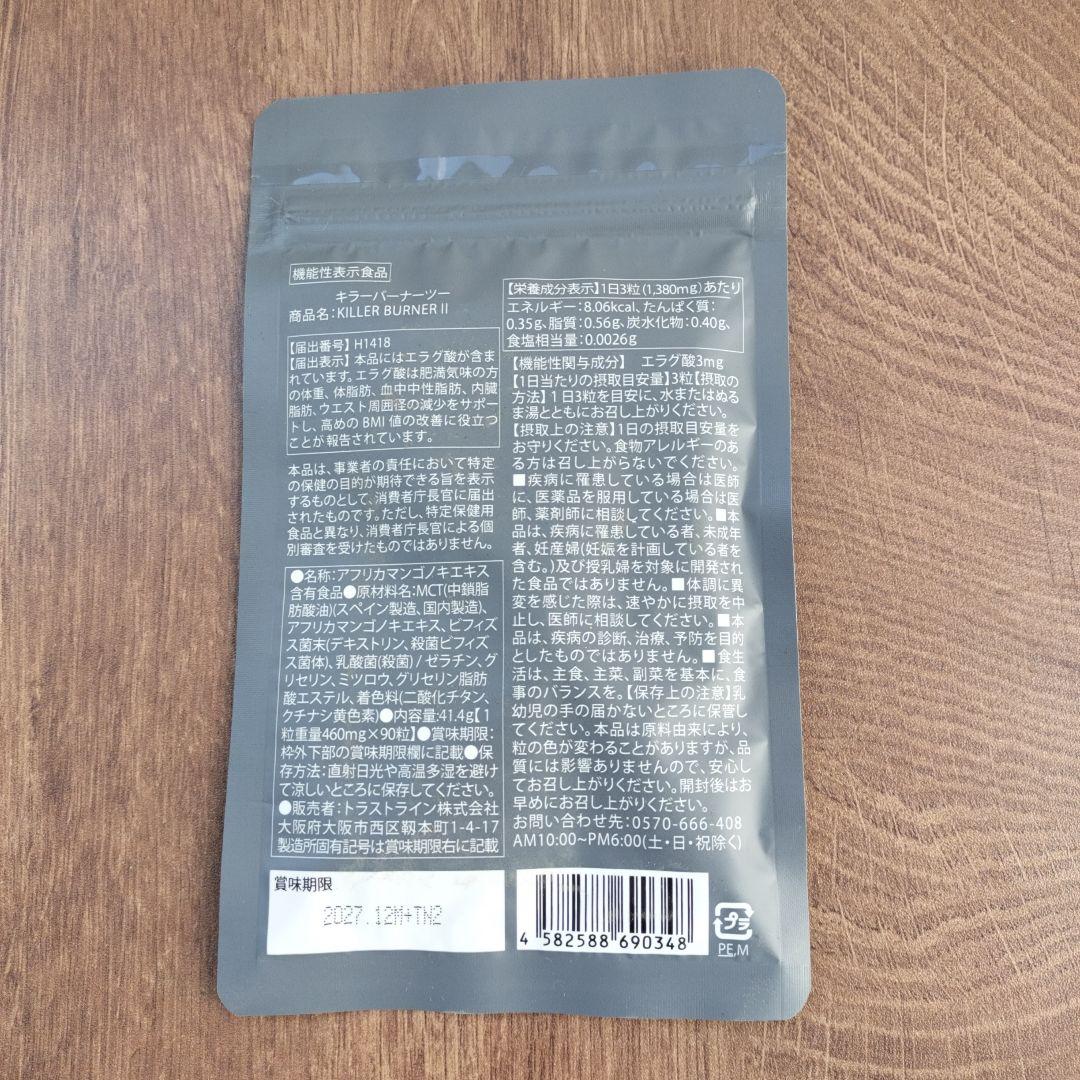 機能性表示食品
キラーバーナーツー
商品名：KILLER BURNER II
【届出番号】H1418
【届出表示】本品にはエラグ酸が含ま
れています。エラグ酸は肥満気味の方
の体重、体脂肪、血中中性脂肪、内臓
脂肪、ウエスト周囲径の減少をサポー
トし、高めのBMI値の改善に役立つ
ことが報告されています。
本品は、事業者の責任において特定
の保健の目的が期待できる旨を表示
するものとして、消費者庁長官に届出
されたものです。ただし、特定保健用
食品と異なり、消費者庁長官による個
別審査を受けたものではありません。
●名称：アフリカマンゴノキエキス
含有食品●原材料名：MCT(中鎖脂
肪酸油)(スペイン製造、国内製造)、
アフリカマンゴノキエキス、ビフィズ
ス菌末(デキストリン、殺菌ビフィズ
ス菌体)、乳酸菌(殺菌)/ゼラチン、グ
リセリン、ミツロウ、グリセリン脂肪
酸エステル、着色料(二酸化チタン、
クチナシ黄色素)●内容量:41.4g【1
粒重量460mg×90粒】●賞味期限：
枠外下部の賞味期限欄に記載●保
存方法：直射日光や高温多湿を避け
て涼しいところに保存してください。
●販売者：トラストライン株式会社
大阪府大阪市西区靱本町1-4-17
製造所固有記号は賞味期限右に記載
【栄養成分表示】1日3粒(1,380mg)あたり
エネルギー：8.06kcal、たんぱく質：
0.35g、脂質：0.56g、炭水化物：0.40g、
食塩相当量：0.0026g
【機能性関与成分】 エラグ酸3mg
【1日当たりの摂取目安量】3粒【摂取の
方法】1日3粒を目安に、水またはぬる
ま湯とともにお召し上がりください。
【摂取上の注意】1日の摂取目安量を
お守りください。食物アレルギーのあ
る方は召し上がらないでください。
■疾病に罹患している場合は医師
に、医薬品を服用している場合は医
師、薬剤師に相談してください。■本
品は、疾病に罹患している者、未成年
者、妊産婦(妊娠を計画している者を
含む。)及び授乳婦を対象に開発され
た食品ではありません。■体調に異
変を感じた際は、速やかに摂取を中
止し、医師に相談してください。■本
品は、疾病の診断、治療、予防を目的
としたものではありません。■食生
活は、主食、主菜、副菜を基本に、食
事のバランスを。【保存上の注意】乳
幼児の手の届かないところに保管し
てください。本品は原料由来により、
粒の色が変わることがありますが、品
質には影響ありませんので、安心し
てお召し上がりください。開封後はお
早めにお召し上がりください。
お問い合わせ先：0570-666-408
AM10:00~PM6:00(土・日・祝除く)
賞味期限
2027.12M+TN2
4 582588 690348
プラ
PE,M